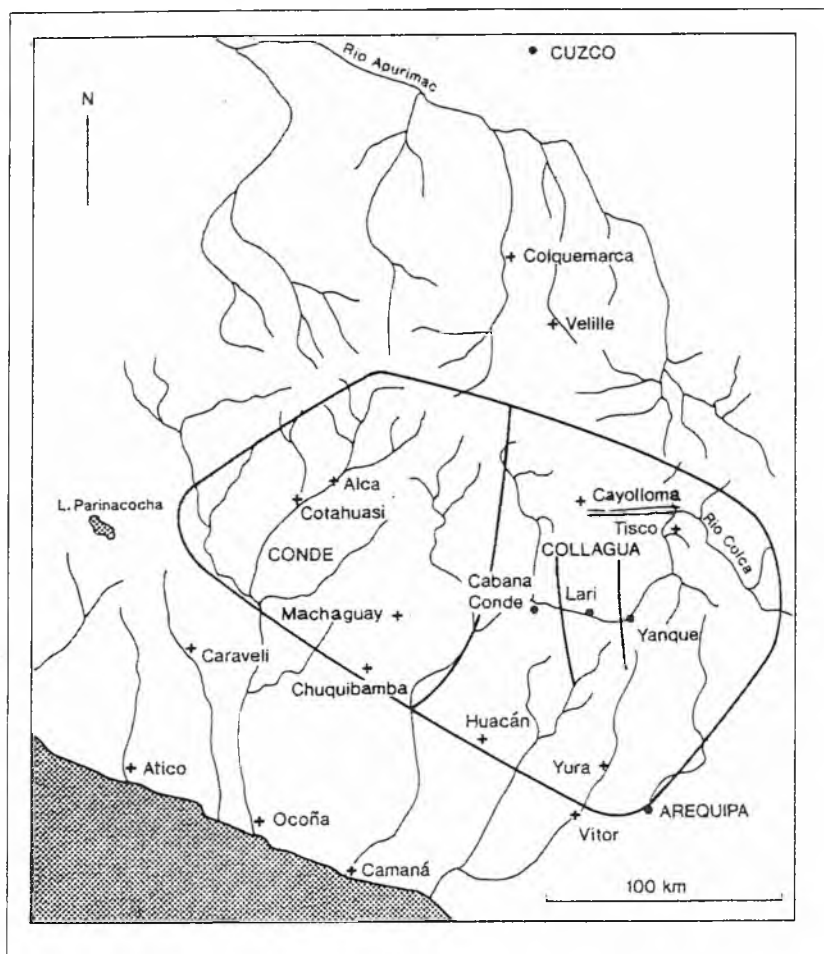 CUZCO
Rio Apurimac
N
Colquemarca
Velille
Alca
Cayolloma
L. Parinacocha
Cotahuasi
Tisco
Rio Colca
CONDE
COLLAGUA
Cabana
Conde
Lari
Machaguay
Yanque
Caraveli
Chuquibamba
Huacán
Yura
Atico
AREQUIPA
Ocoña
Vitor
Camaná
100 km